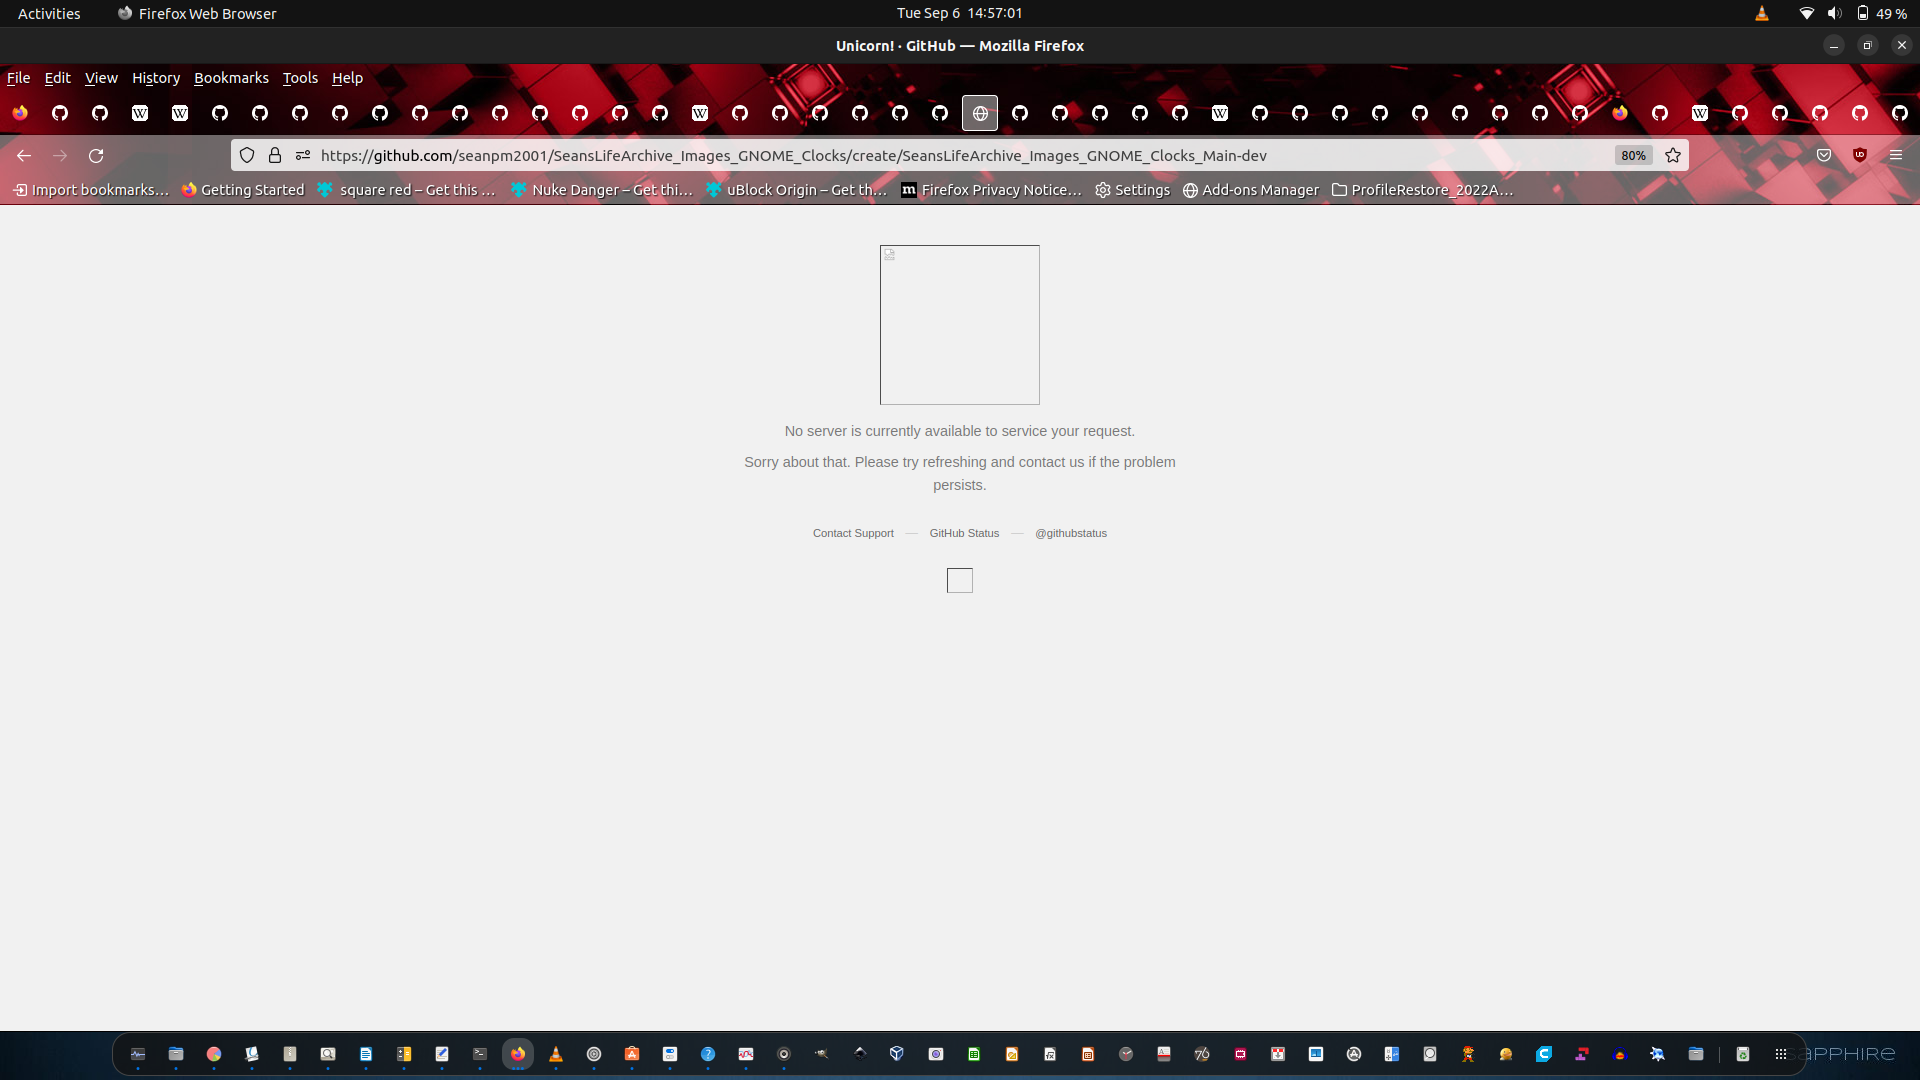 Activities Firefox Web Browser Tue Sep 6 14:57:01 49 %
Unicorn! · GitHub — Mozilla Firefox
File Edit View History Bookmarks Tools Help
https://github.com/seanpm2001/SeansLifeArchive_Images_GNOME_Clocks/create/SeansLifeArchive_Images_GNOME_Clocks_Main-dev 80%
Import bookmarks… Getting Started square red – Get this … Nuke Danger – Get thi… uBlock Origin – Get th… m Firefox Privacy Notice… Settings Add-ons Manager ProfileRestore_2022A…
No server is currently available to service your request.
Sorry about that. Please try refreshing and contact us if the problem
persists.
Contact Support — GitHub Status — @githubstatus
76 SAPPHIRE